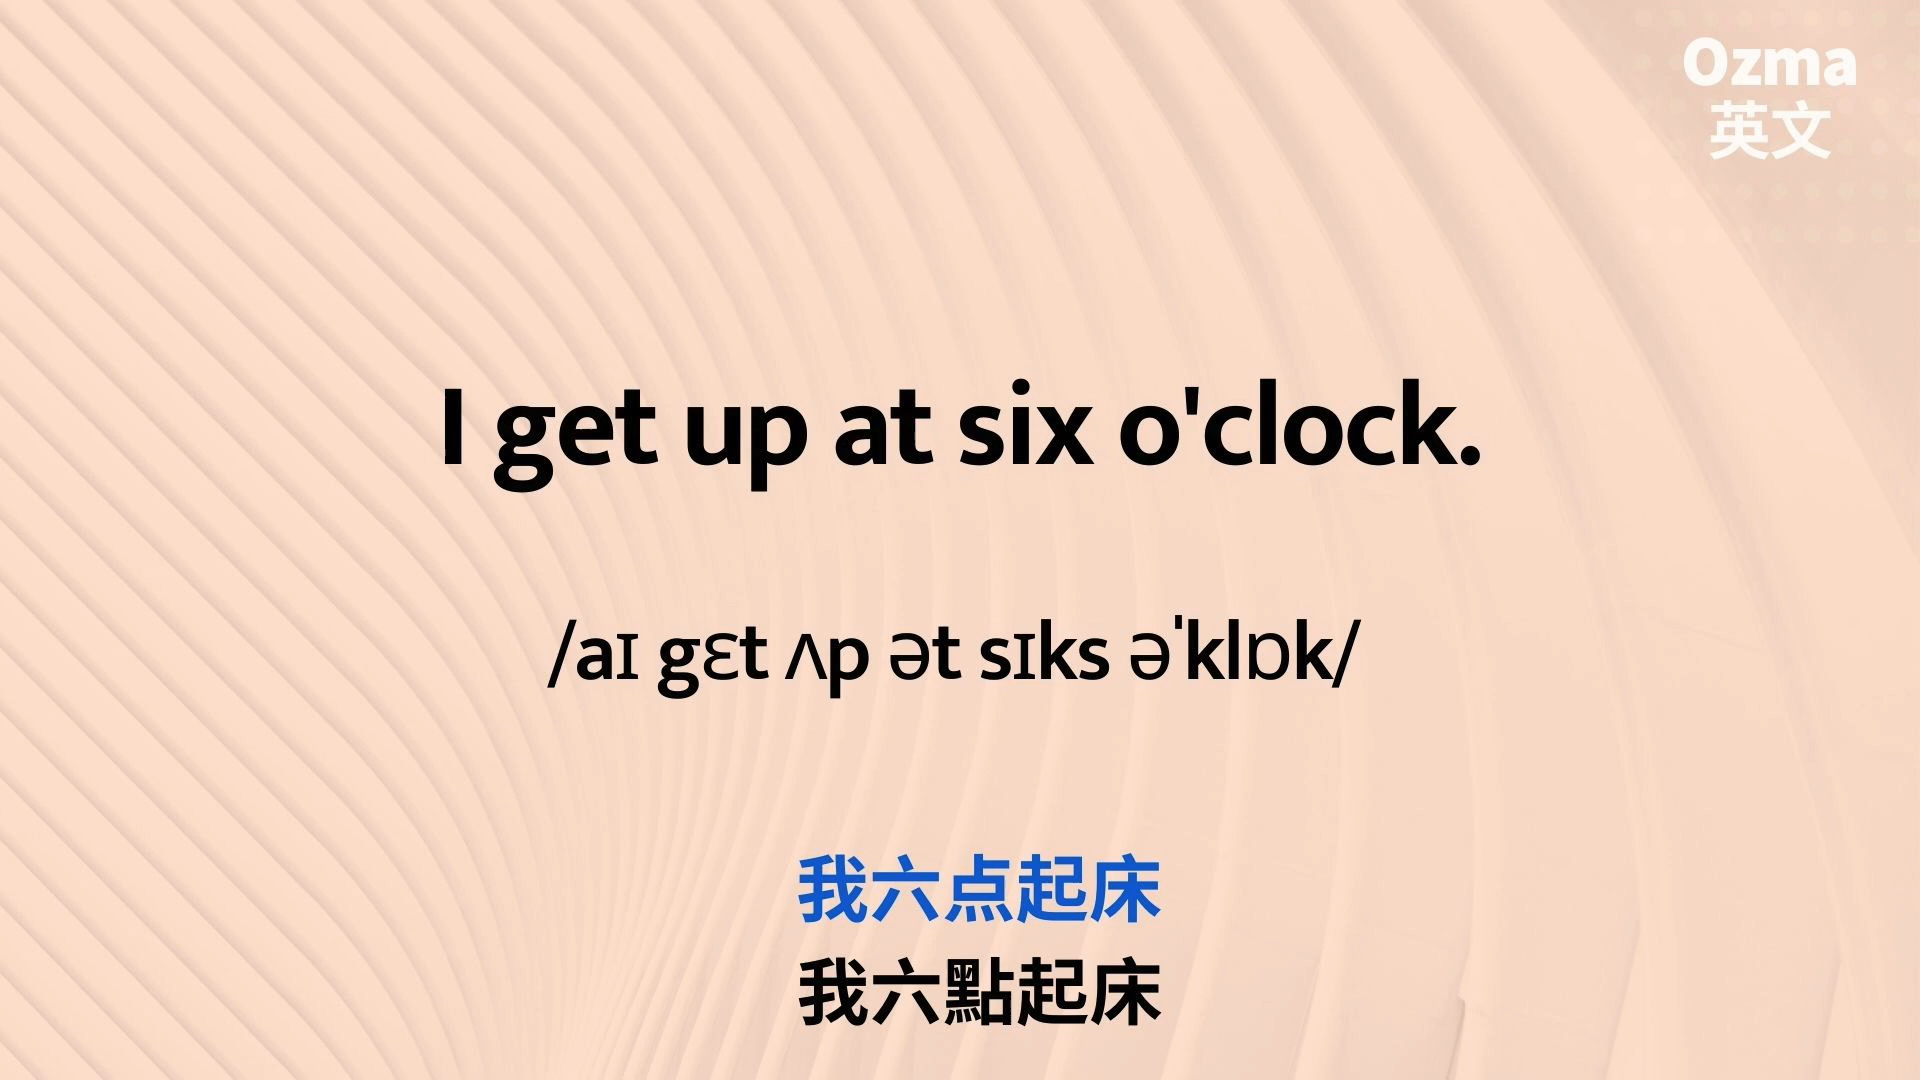 Ozma
英文
I get up at six o'clock.
/aɪ gɛt ʌp ət sɪks əˈklɒk/
我六点起床
我六點起床